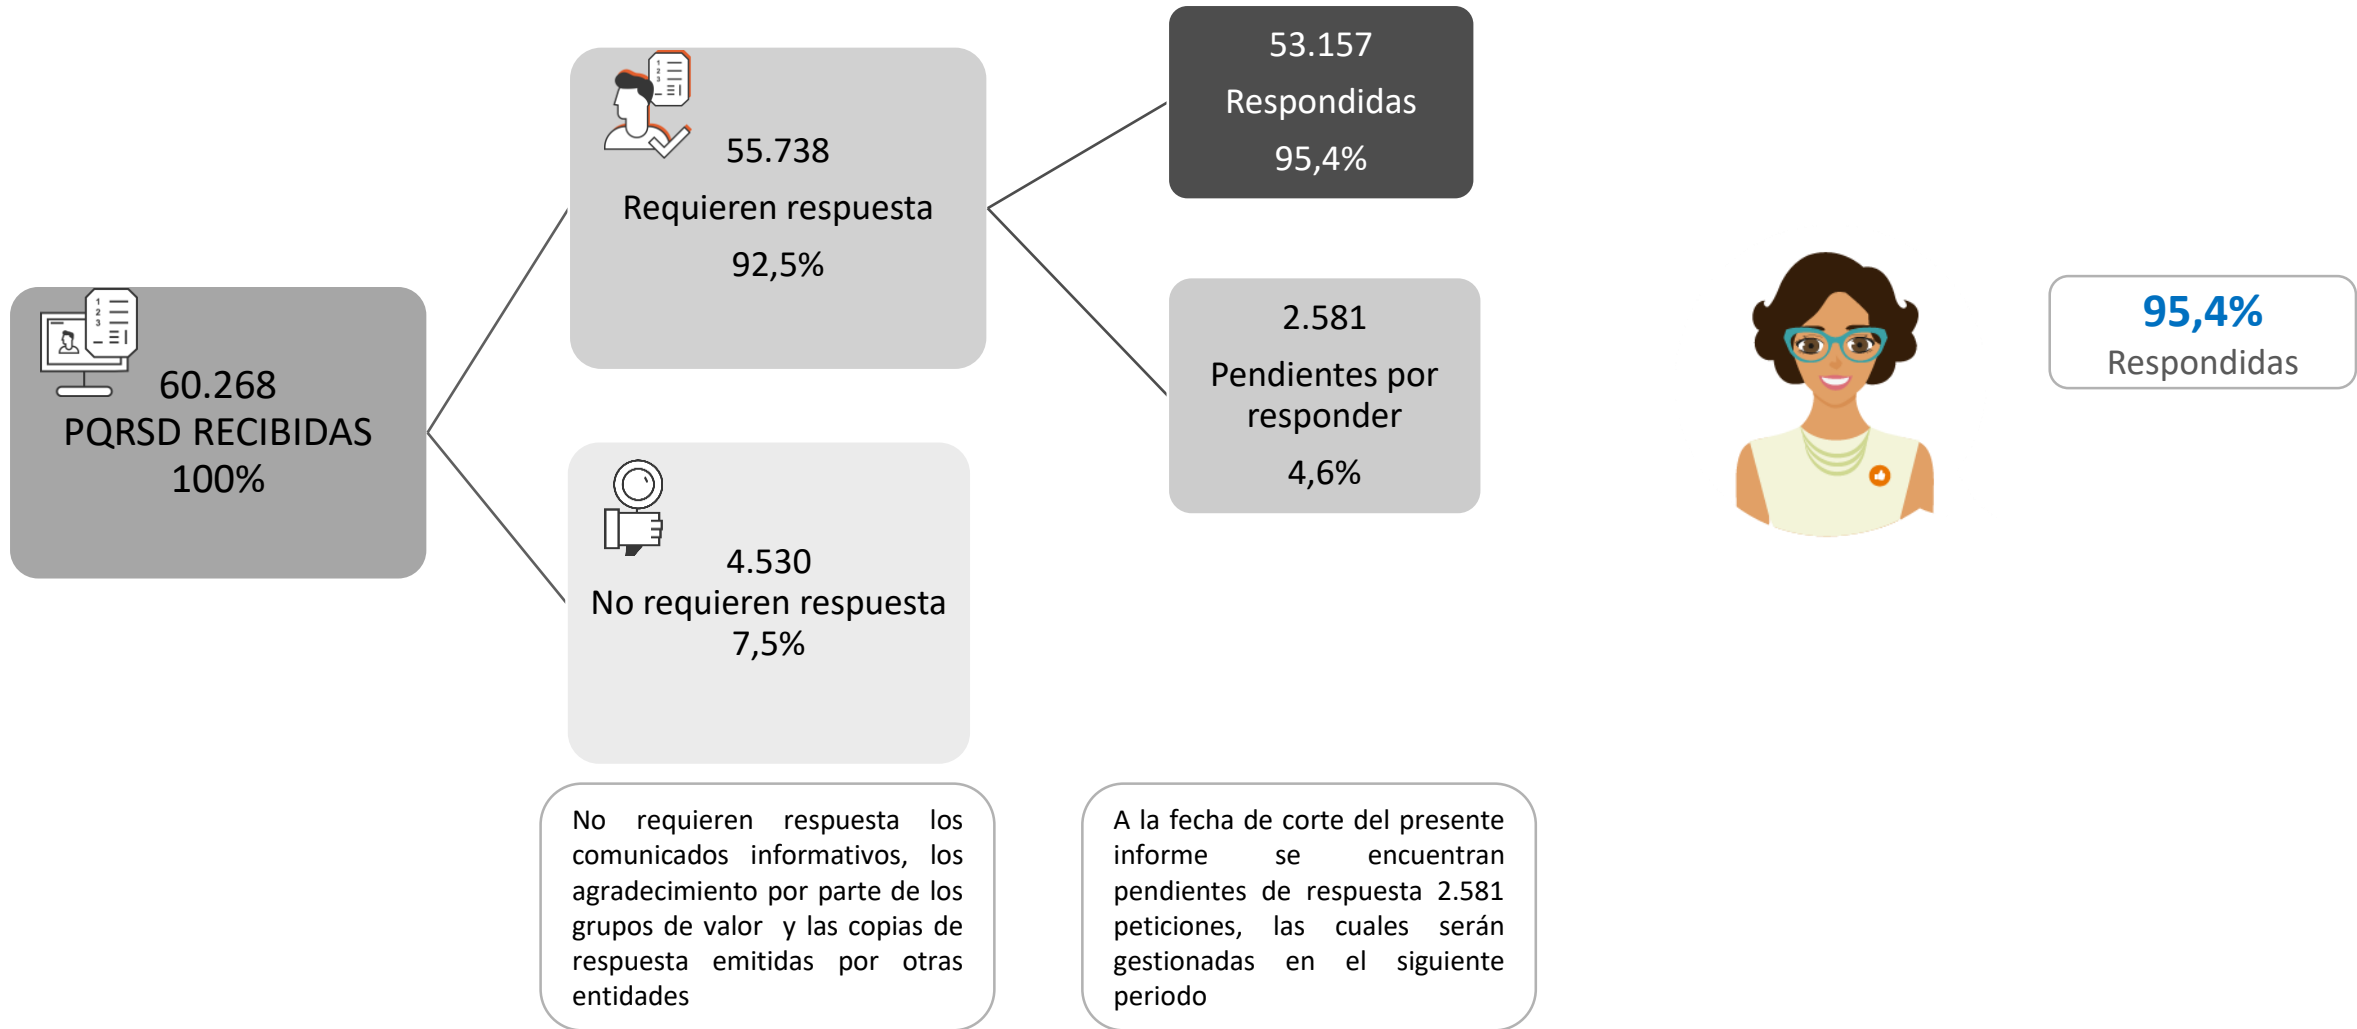 60.268
PQRSD RECIBIDAS
100%
55.738
Requieren respuesta
92,5%
4.530
No requieren respuesta
7,5%
53.157
Respondidas
95,4%
2.581
Pendientes por
responder
4,6%
95,4%
Respondidas
No requieren respuesta los
comunicados informativos, los
agradecimiento por parte de los
grupos de valor y las copias de
respuesta emitidas por otras
entidades
A la fecha de corte del presente
informe se encuentran
pendientes de respuesta 2.581
peticiones, las cuales serán
gestionadas en el siguiente
periodo